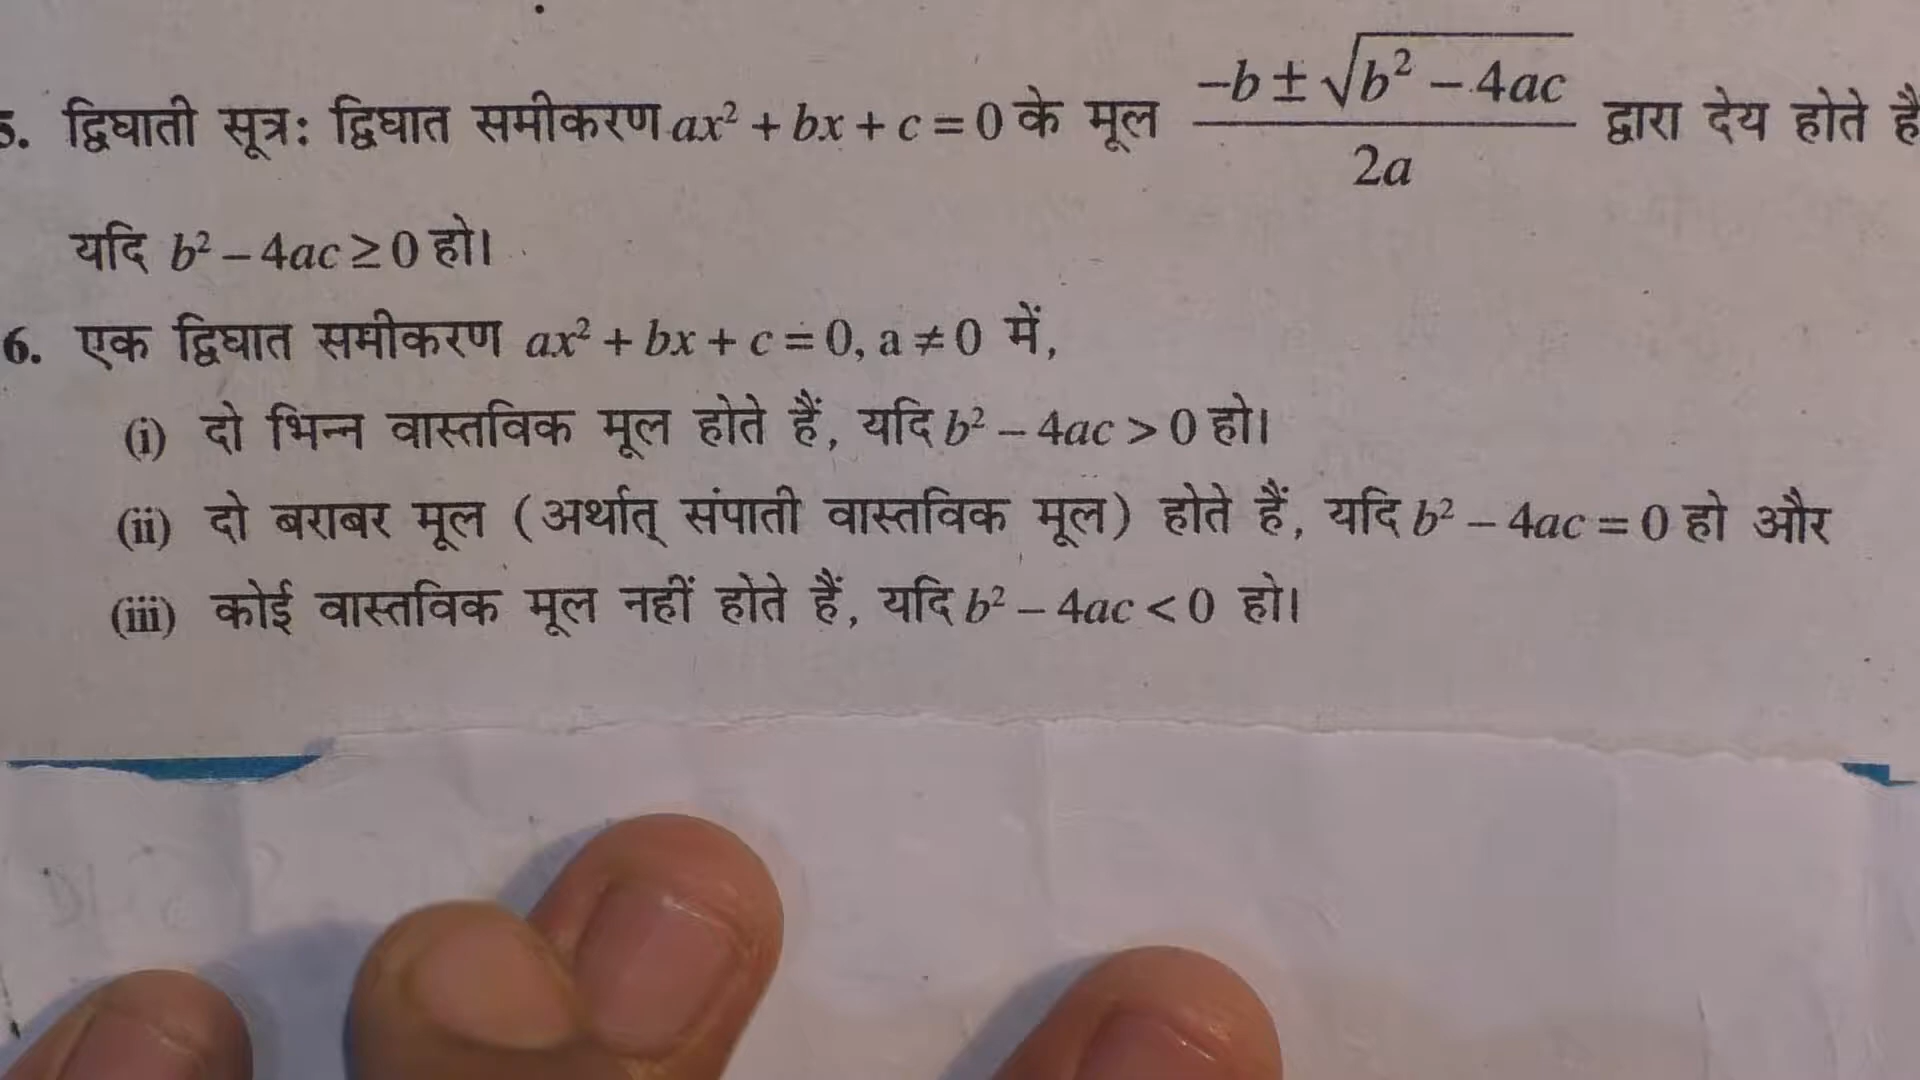 5. द्विघाती सूत्र: द्विघात समीकरण ax² + bx + c = 0 के मूल (-b ± √(b² - 4ac))/(2a) द्वारा देय होते हैं
यदि b² – 4ac ≥ 0 हो।
6. एक द्विघात समीकरण ax² + bx + c = 0, a ≠ 0 में,
(i) दो भिन्न वास्तविक मूल होते हैं, यदि b² – 4ac > 0 हो।
(ii) दो बराबर मूल (अर्थात् संपाती वास्तविक मूल) होते हैं, यदि b² – 4ac = 0 हो और
(iii) कोई वास्तविक मूल नहीं होते हैं, यदि b² – 4ac < 0 हो।